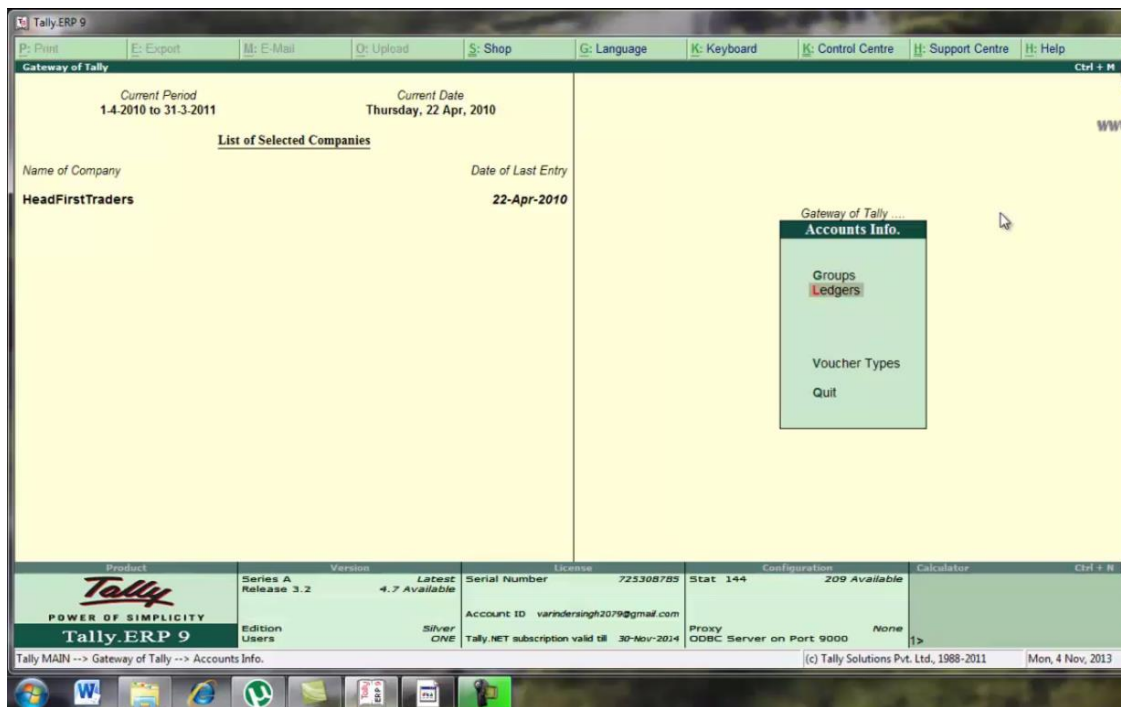 Tally.ERP 9
P: Print E: Export M: E-Mail O: Upload S: Shop G: Language K: Keyboard K: Control Centre H: Support Centre H: Help
Gateway of Tally Ctrl + M
Current Period Current Date
1-4-2010 to 31-3-2011 Thursday, 22 Apr, 2010
List of Selected Companies
Name of Company Date of Last Entry
HeadFirstTraders 22-Apr-2010
Gateway of Tally ....
Accounts Info.
Groups
Ledgers
Voucher Types
Quit
Product Version License Configuration Calculator Ctrl + N
Tally
POWER OF SIMPLICITY
Tally.ERP 9
Series A Latest
Release 3.2 4.7 Available
Edition Silver
Users ONE
Serial Number 725308785
Account ID varindersingh2079@gmail.com
Tally.NET subscription valid till 30-Nov-2014
Stat 144 209 Available
Proxy None
ODBC Server on Port 9000
1>
Tally MAIN --> Gateway of Tally --> Accounts Info. (c) Tally Solutions Pvt. Ltd., 1988-2011 Mon, 4 Nov, 2013